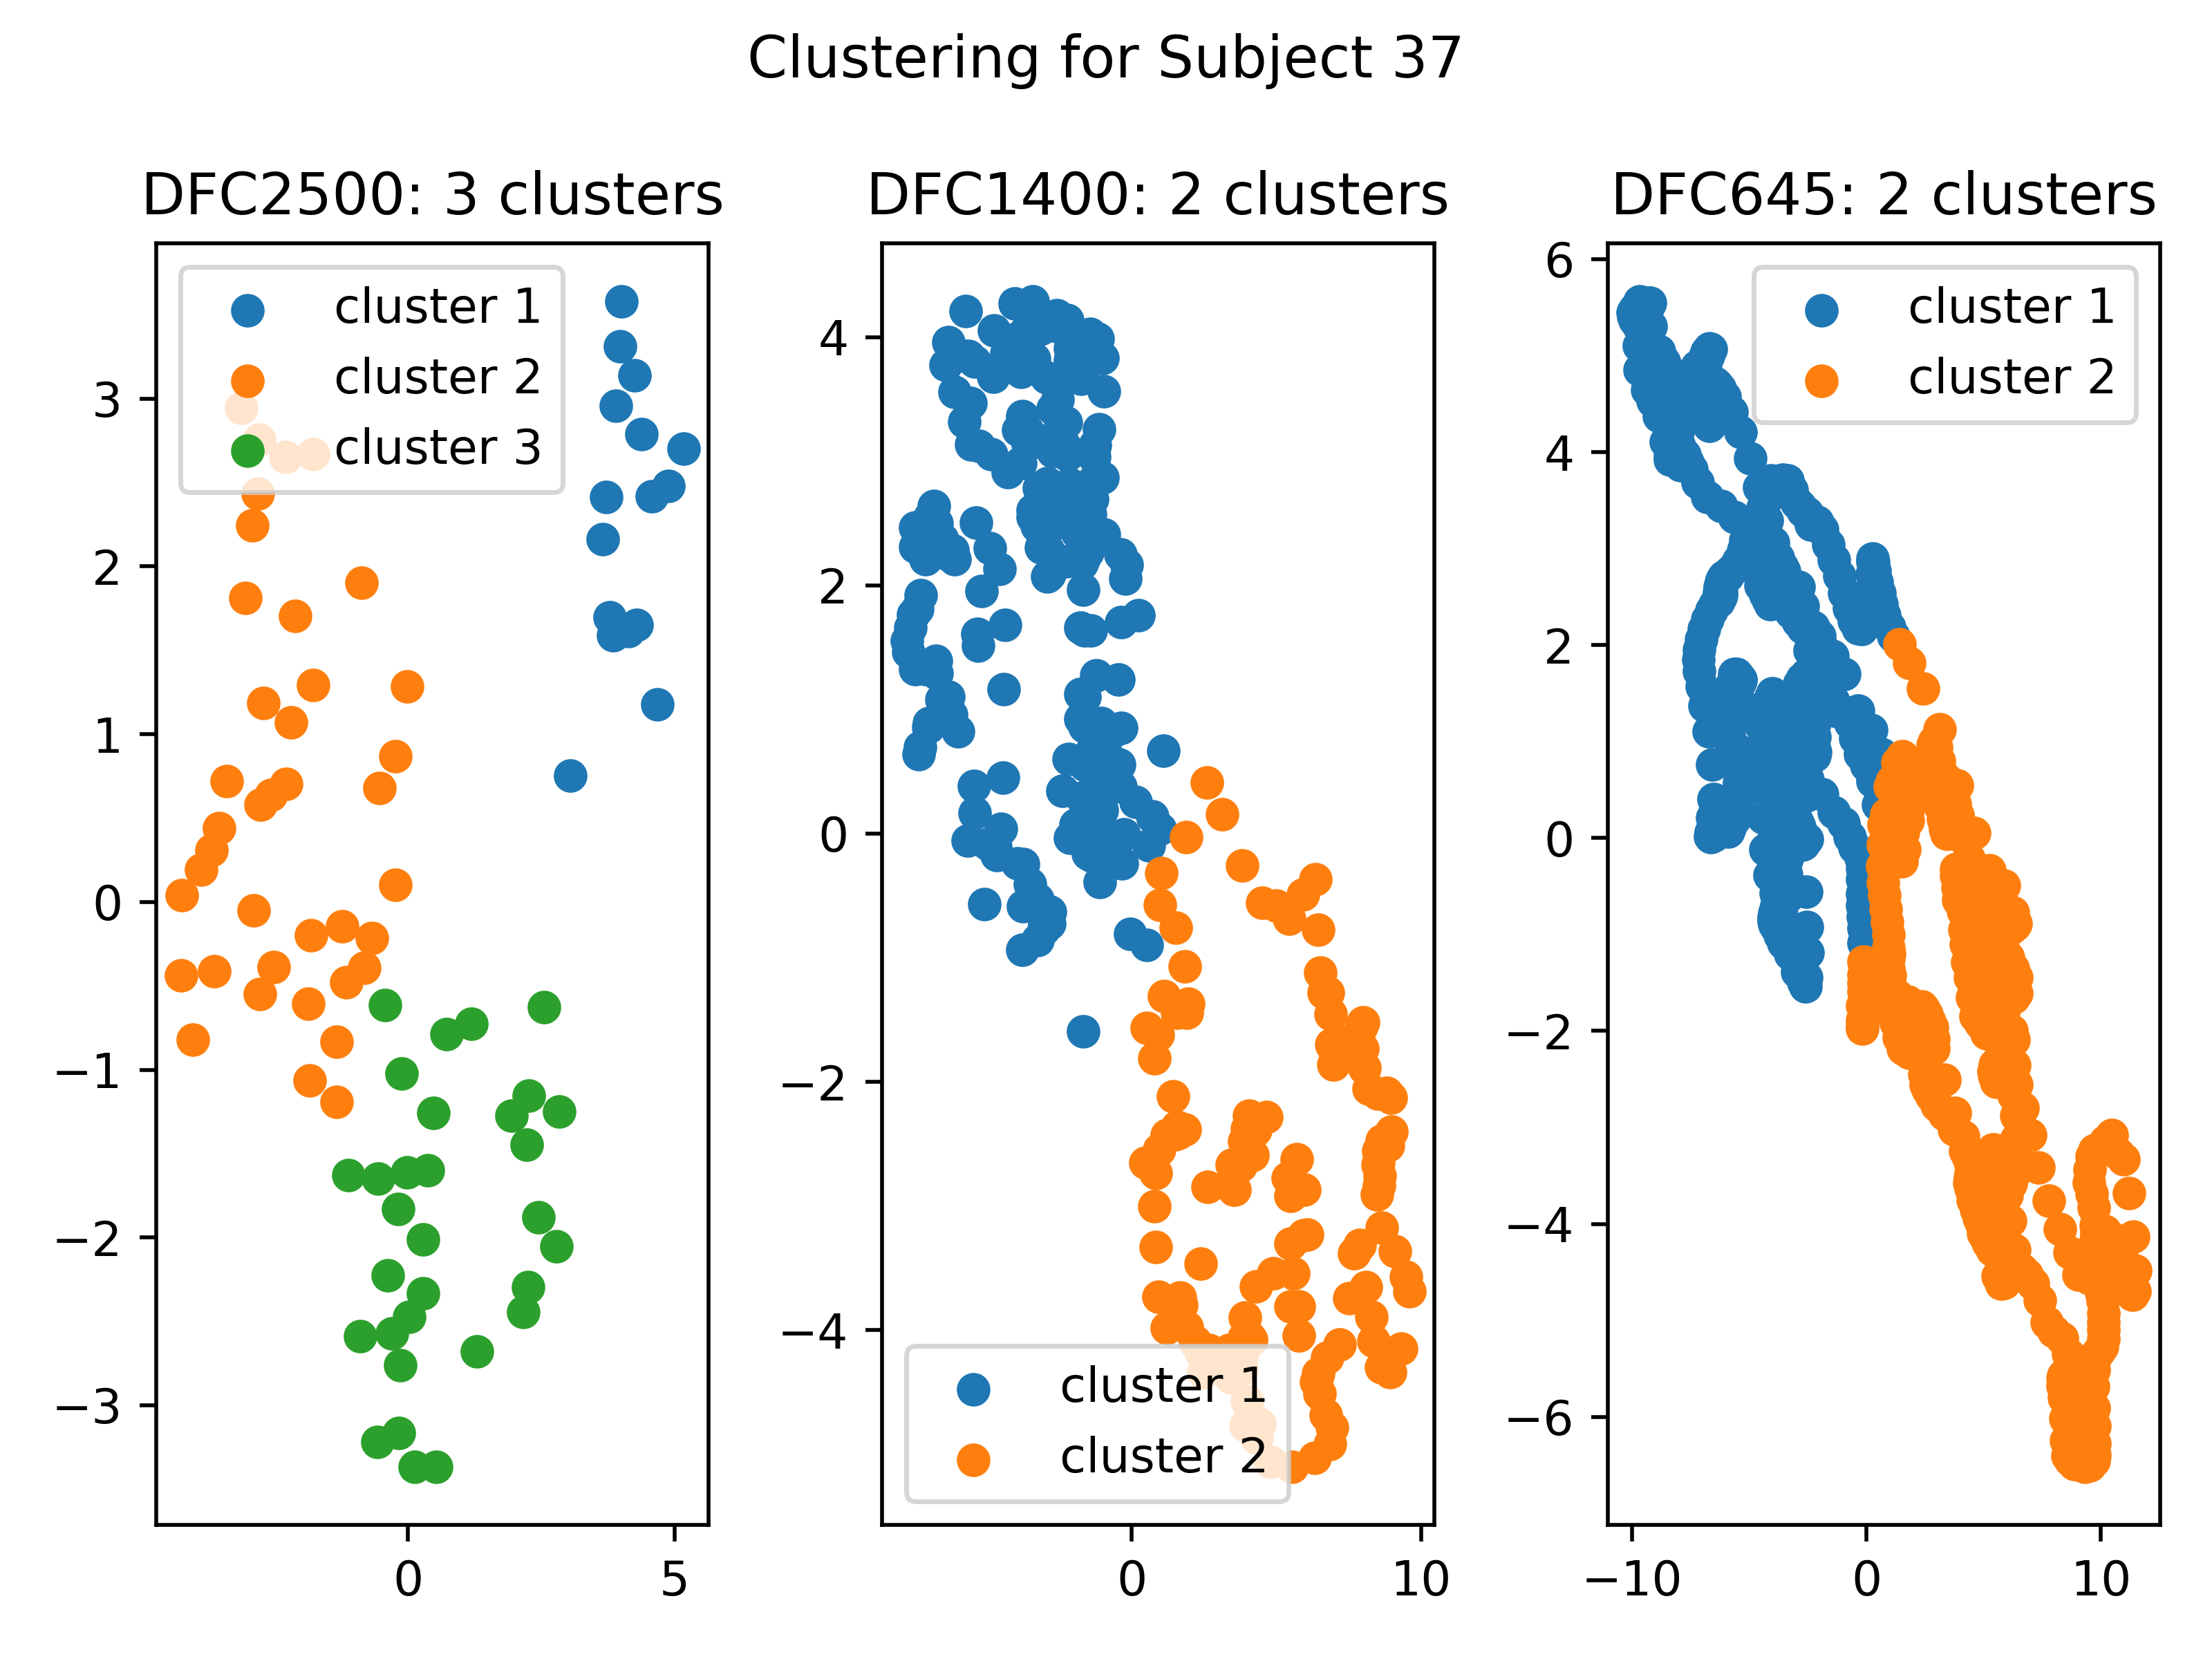 Clustering for Subject 37
DFC2500: 3 clusters
cluster 1
cluster 2
cluster 3
3
2
1
0
−1
−2
−3
0
5
DFC1400: 2 clusters
4
2
0
−2
−4
cluster 1
cluster 2
0
10
DFC645: 2 clusters
6
4
2
0
−2
−4
−6
cluster 1
cluster 2
−10
0
10